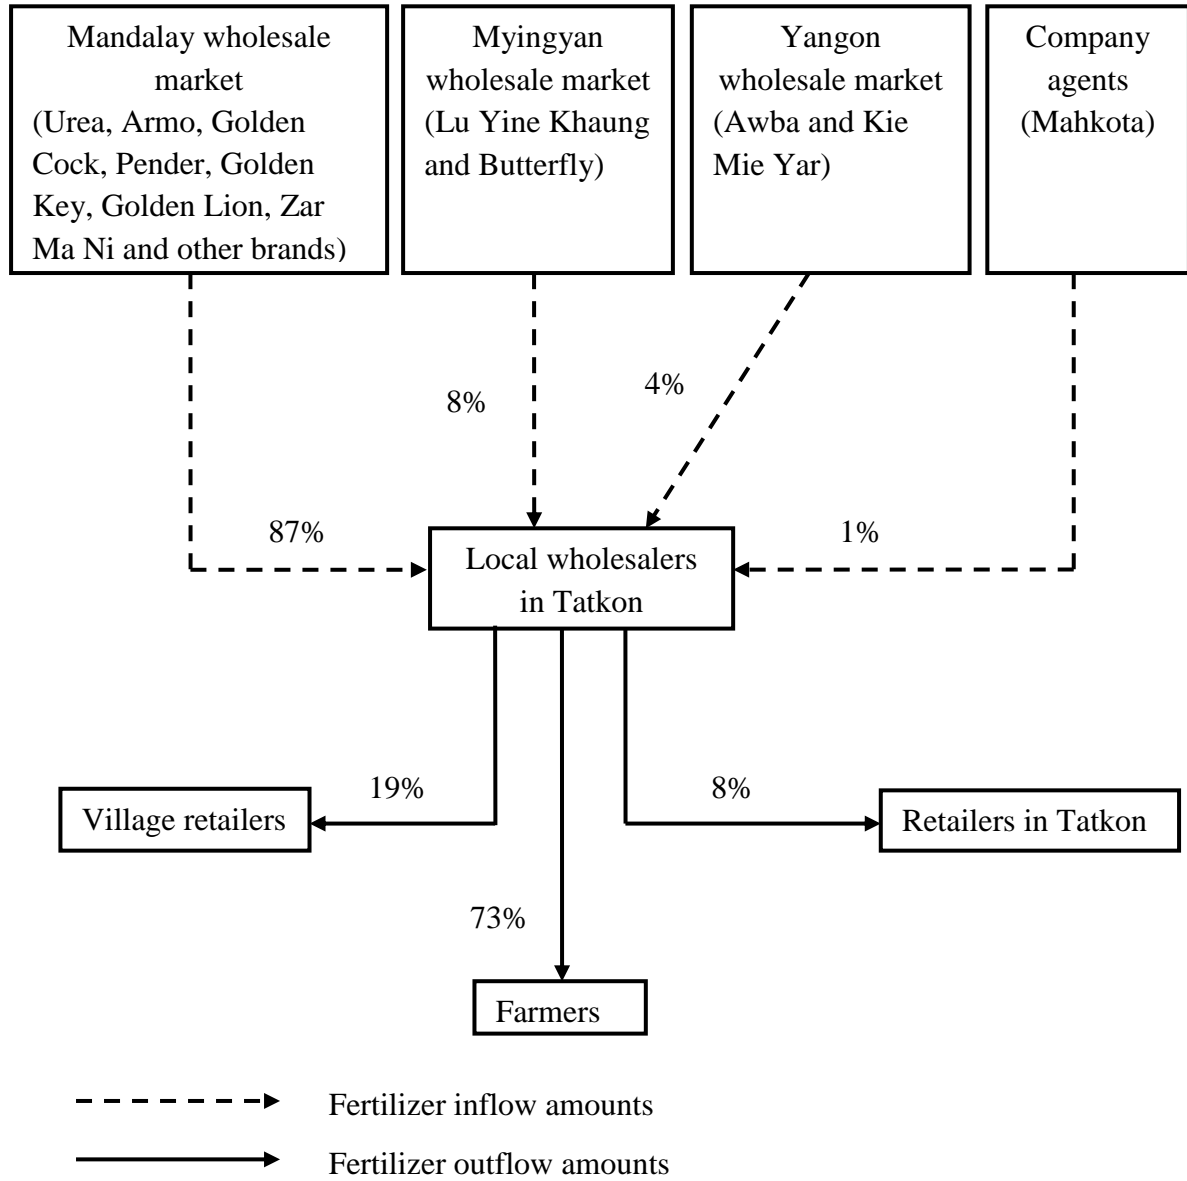 Mandalay wholesale
market
(Urea, Armo, Golden
Cock, Pender, Golden
Key, Golden Lion, Zar
Ma Ni and other brands)
Myingyan
wholesale market
(Lu Yine Khaung
and Butterfly)
Yangon
wholesale market
(Awba and Kie
Mie Yar)
Company
agents
(Mahkota)
8%
4%
87%
1%
Local wholesalers
in Tatkon
19%
8%
Village retailers
Retailers in Tatkon
73%
Farmers
Fertilizer inflow amounts
Fertilizer outflow amounts